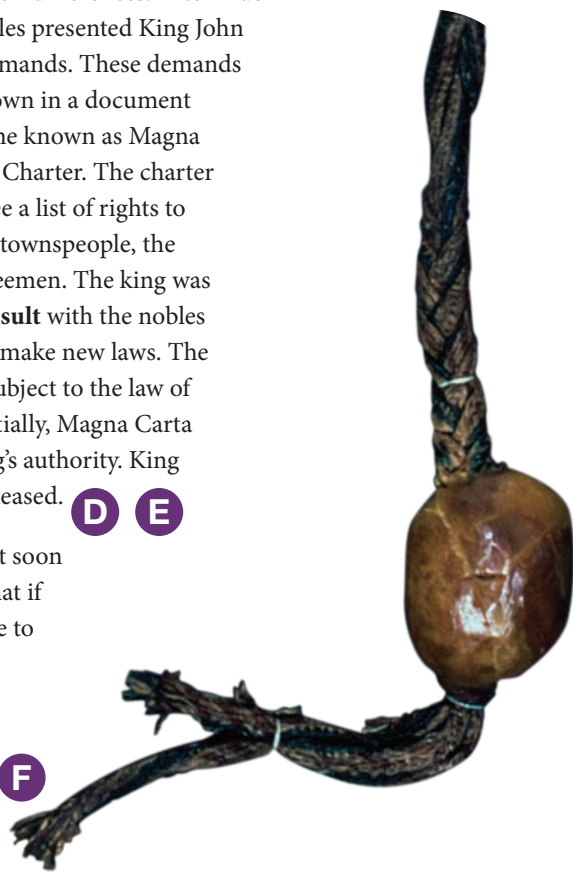 les presented King John
mands. These demands
own in a document
ne known as Magna
Charter. The charter
e a list of rights to
townspeople, the
eemen. The king was
sult with the nobles
make new laws. The
ubject to the law of
tially, Magna Carta
g’s authority. King
eased. D E
t soon
at if
e to
F